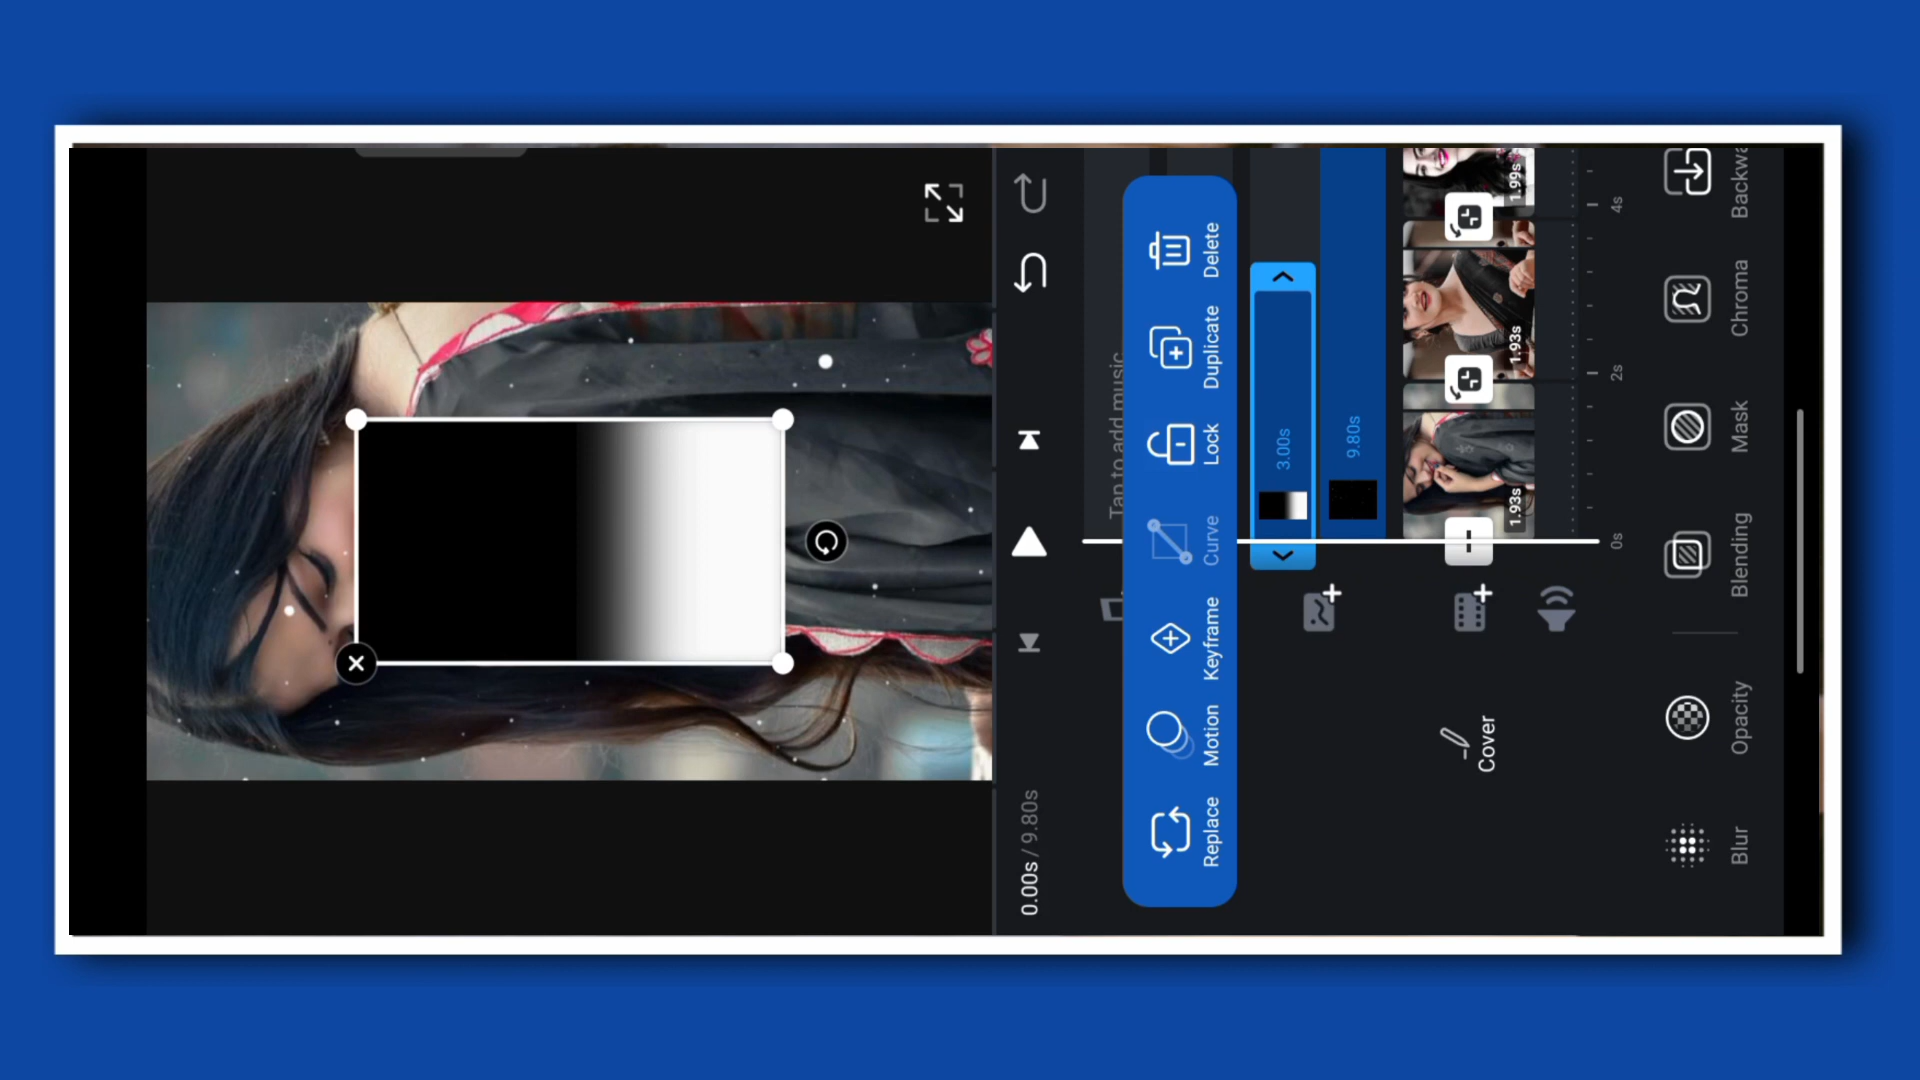 0.00s / 9.80s
Tap to add music
Replace
Motion
Keyframe
Curve
Lock
Duplicate
Delete
3.00s
9.80s
Cover
1.93s
1.93s
1.99s
0s
2s
4s
Blur
Opacity
Blending
Mask
Chroma
Backwa